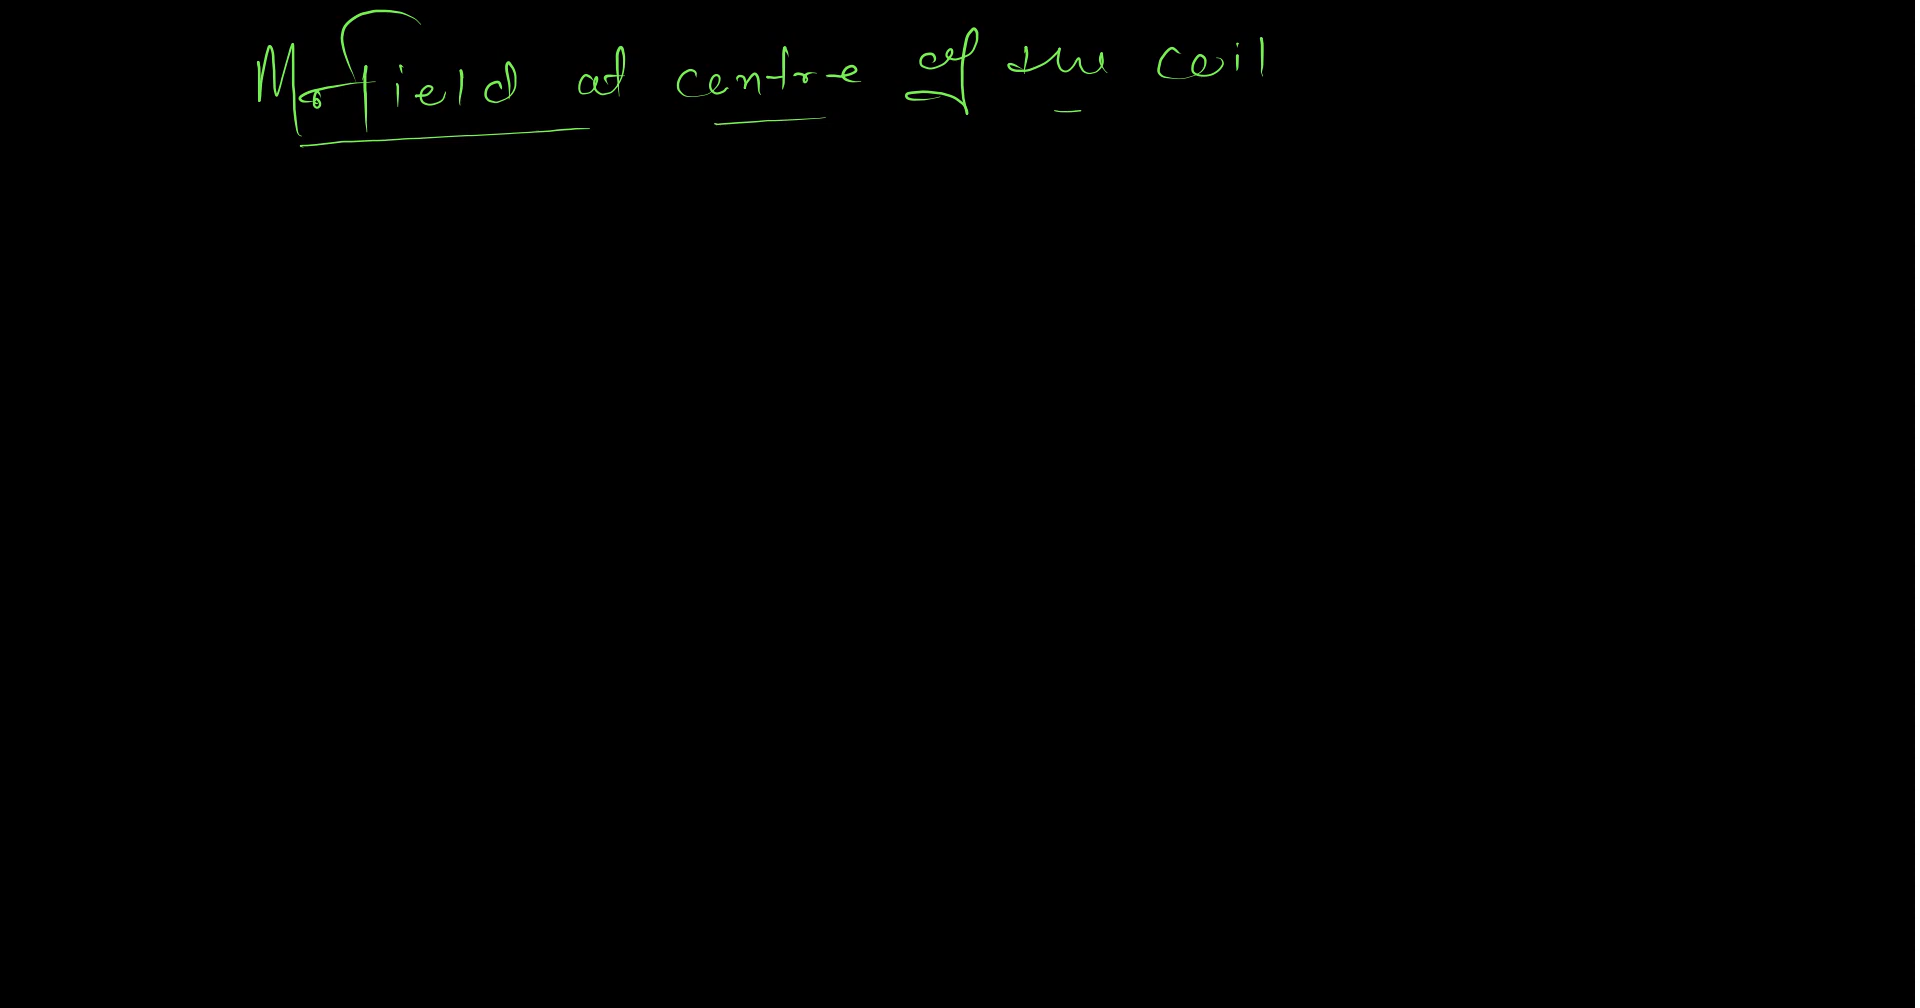 M. field at centre of the coil